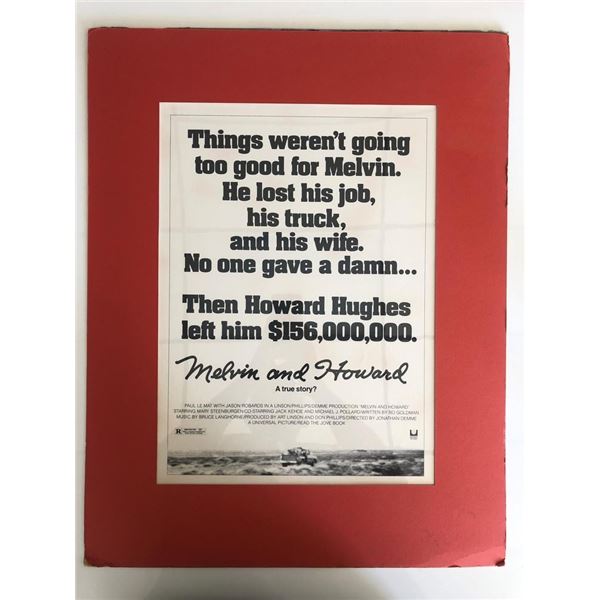 Things weren't going
too good for Melvin.
He lost his job,
his truck,
and his wife.
No one gave a damn...
Then Howard Hughes
left him $156,000,000.
Melvin and Howard
A true story?
PAUL LE MAT WITH JASON ROBARDS IN A LINSON/PHILLIPS/DEMME PRODUCTION "MELVIN AND HOWARD"
STARRING MARY STEENBURGEN CO-STARRING JACK KEHOE AND MICHAEL J. POLLARD/WRITTEN BY BO GOLDMAN
MUSIC BY BRUCE LANGHORNE/PRODUCED BY ART LINSON AND DON PHILLIPS/DIRECTED BY JONATHAN DEMME
A UNIVERSAL PICTURE/READ THE JOVE BOOK
R